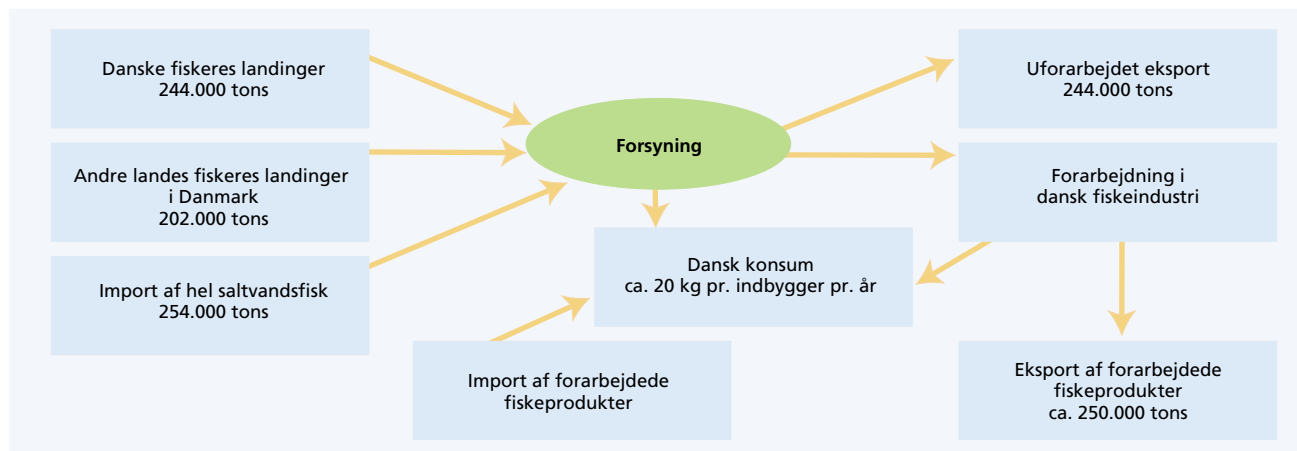 Danske fiskeres landinger
244.000 tons
Andre landes fiskeres landinger
i Danmark
202.000 tons
Import af hel saltvandsfisk
254.000 tons
Forsyning
Dansk konsum
ca. 20 kg pr. indbygger pr. år
Import af forarbejdede
fiskeprodukter
Uforarbejdet eksport
244.000 tons
Forarbejdning i
dansk fiskeindustri
Eksport af forarbejdede
fiskeprodukter
ca. 250.000 tons